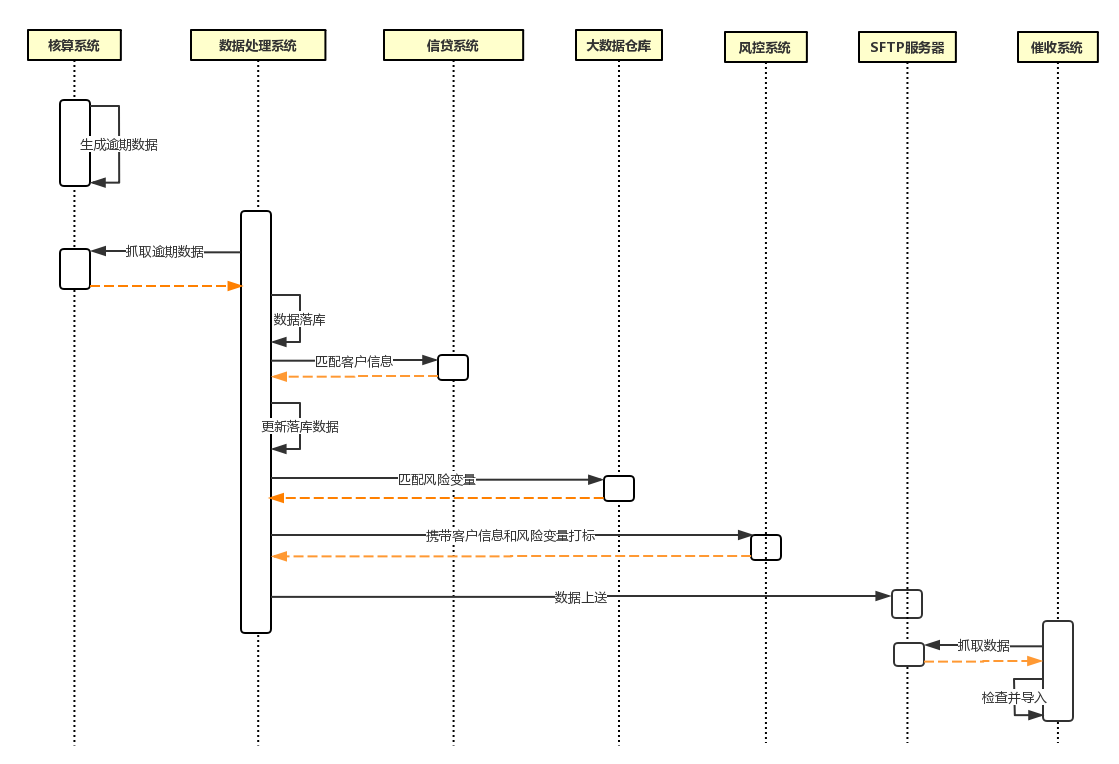 核算系统
数据处理系统
信贷系统
大数据仓库
风控系统
SFTP服务器
催收系统
生成逾期数据
抓取逾期数据
数据落库
匹配客户信息
更新落库数据
匹配风险变量
携带客户信息和风险变量打标
数据上送
抓取数据
检查并导入